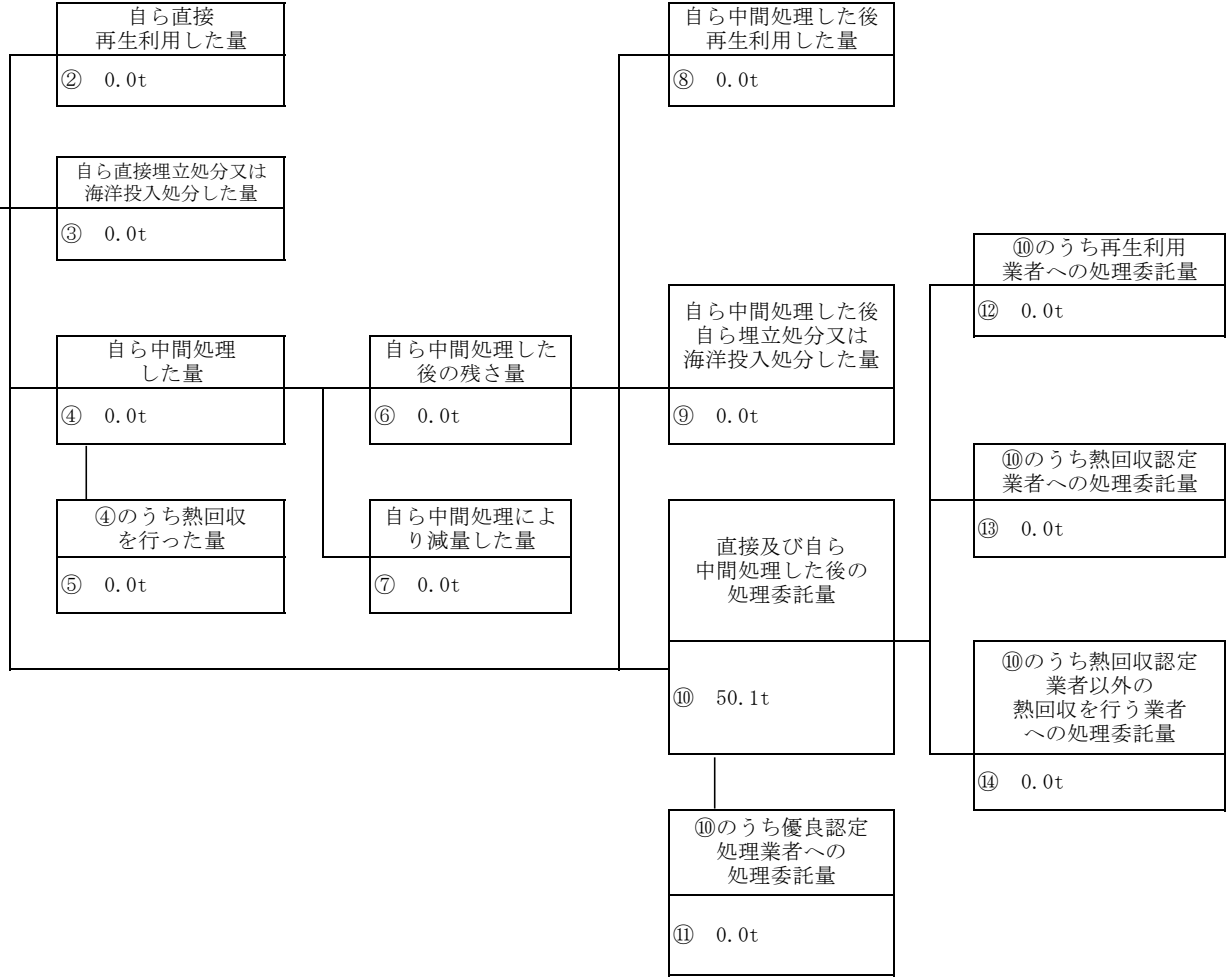 自ら直接
再生利用した量
② 0.0t
自ら直接埋立処分又は
海洋投入処分した量
③ 0.0t
自ら中間処理
した量
④ 0.0t
④のうち熱回収
を行った量
⑤ 0.0t
自ら中間処理した
後の残さ量
⑥ 0.0t
自ら中間処理によ
り減量した量
⑦ 0.0t
自ら中間処理した後
再生利用した量
⑧ 0.0t
自ら中間処理した後
自ら埋立処分又は
海洋投入処分した量
⑨ 0.0t
直接及び自ら
中間処理した後の
処理委託量
⑩ 50.1t
⑩のうち優良認定
処理業者への
処理委託量
⑪ 0.0t
⑩のうち再生利用
業者への処理委託量
⑫ 0.0t
⑩のうち熱回収認定
業者への処理委託量
⑬ 0.0t
⑩のうち熱回収認定
業者以外の
熱回収を行う業者
への処理委託量
⑭ 0.0t